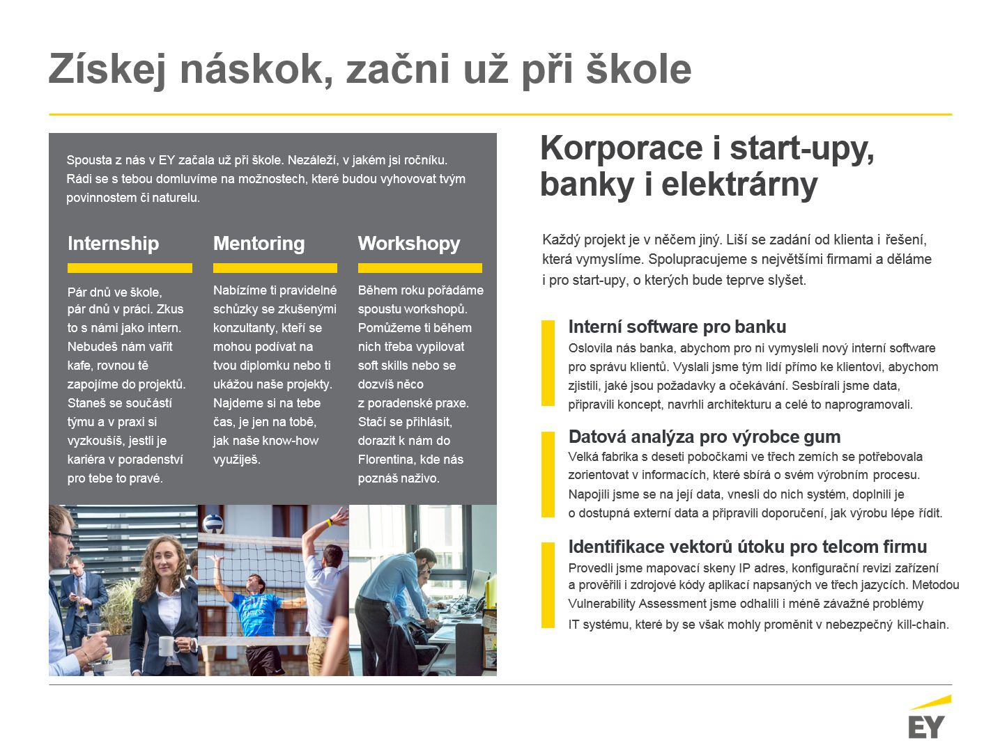 Získej náskok, začni už při škole
Spousta z nás v EY začala už při škole. Nezáleží, v jakém jsi ročníku.
Rádi se s tebou domluvíme na možnostech, které budou vyhovovat tvým
povinnostem či naturelu.
Internship
Pár dnů ve škole,
pár dnů v práci. Zkus
to s námi jako intern.
Nebudeš nám vařit
kafe, rovnou tě
zapojíme do projektů.
Staneš se součástí
týmu a v praxi si
vyzkoušíš, jestli je
kariéra v poradenství
pro tebe to pravé.
Mentoring
Nabízíme ti pravidelné
schůzky se zkušenými
konzultanty, kteří se
mohou podívat na
tvou diplomku nebo ti
ukážou naše projekty.
Najdeme si na tebe
čas, je jen na tobě,
jak naše know-how
využiješ.
Workshopy
Během roku pořádáme
spoustu workshopů.
Pomůžeme ti během
nich třeba vypilovat
soft skills nebo se
dozvíš něco
z poradenské praxe.
Stačí se přihlásit,
dorazit k nám do
Florentina, kde nás
poznáš naživo.
Korporace i start-upy,
banky i elektrárny
Každý projekt je v něčem jiný. Liší se zadání od klienta i řešení,
která vymyslíme. Spolupracujeme s největšími firmami a děláme
i pro start-upy, o kterých bude teprve slyšet.
Interní software pro banku
Oslovila nás banka, abychom pro ni vymysleli nový interní software
pro správu klientů. Vyslali jsme tým lidí přímo ke klientovi, abychom
zjistili, jaké jsou požadavky a očekávání. Sesbírali jsme data,
připravili koncept, navrhli architekturu a celé to naprogramovali.
Datová analýza pro výrobce gum
Velká fabrika s deseti pobočkami ve třech zemích se potřebovala
zorientovat v informacích, které sbírá o svém výrobním procesu.
Napojili jsme se na její data, vnesli do nich systém, doplnili je
o dostupná externí data a připravili doporučení, jak výrobu lépe řídit.
Identifikace vektorů útoku pro telcom firmu
Provedli jsme mapovací skeny IP adres, konfigurační revizi zařízení
a prověřili i zdrojové kódy aplikací napsaných ve třech jazycích. Metodou
Vulnerability Assessment jsme odhalili i méně závažné problémy
IT systému, které by se však mohly proměnit v nebezpečný kill-chain.
EY
EY